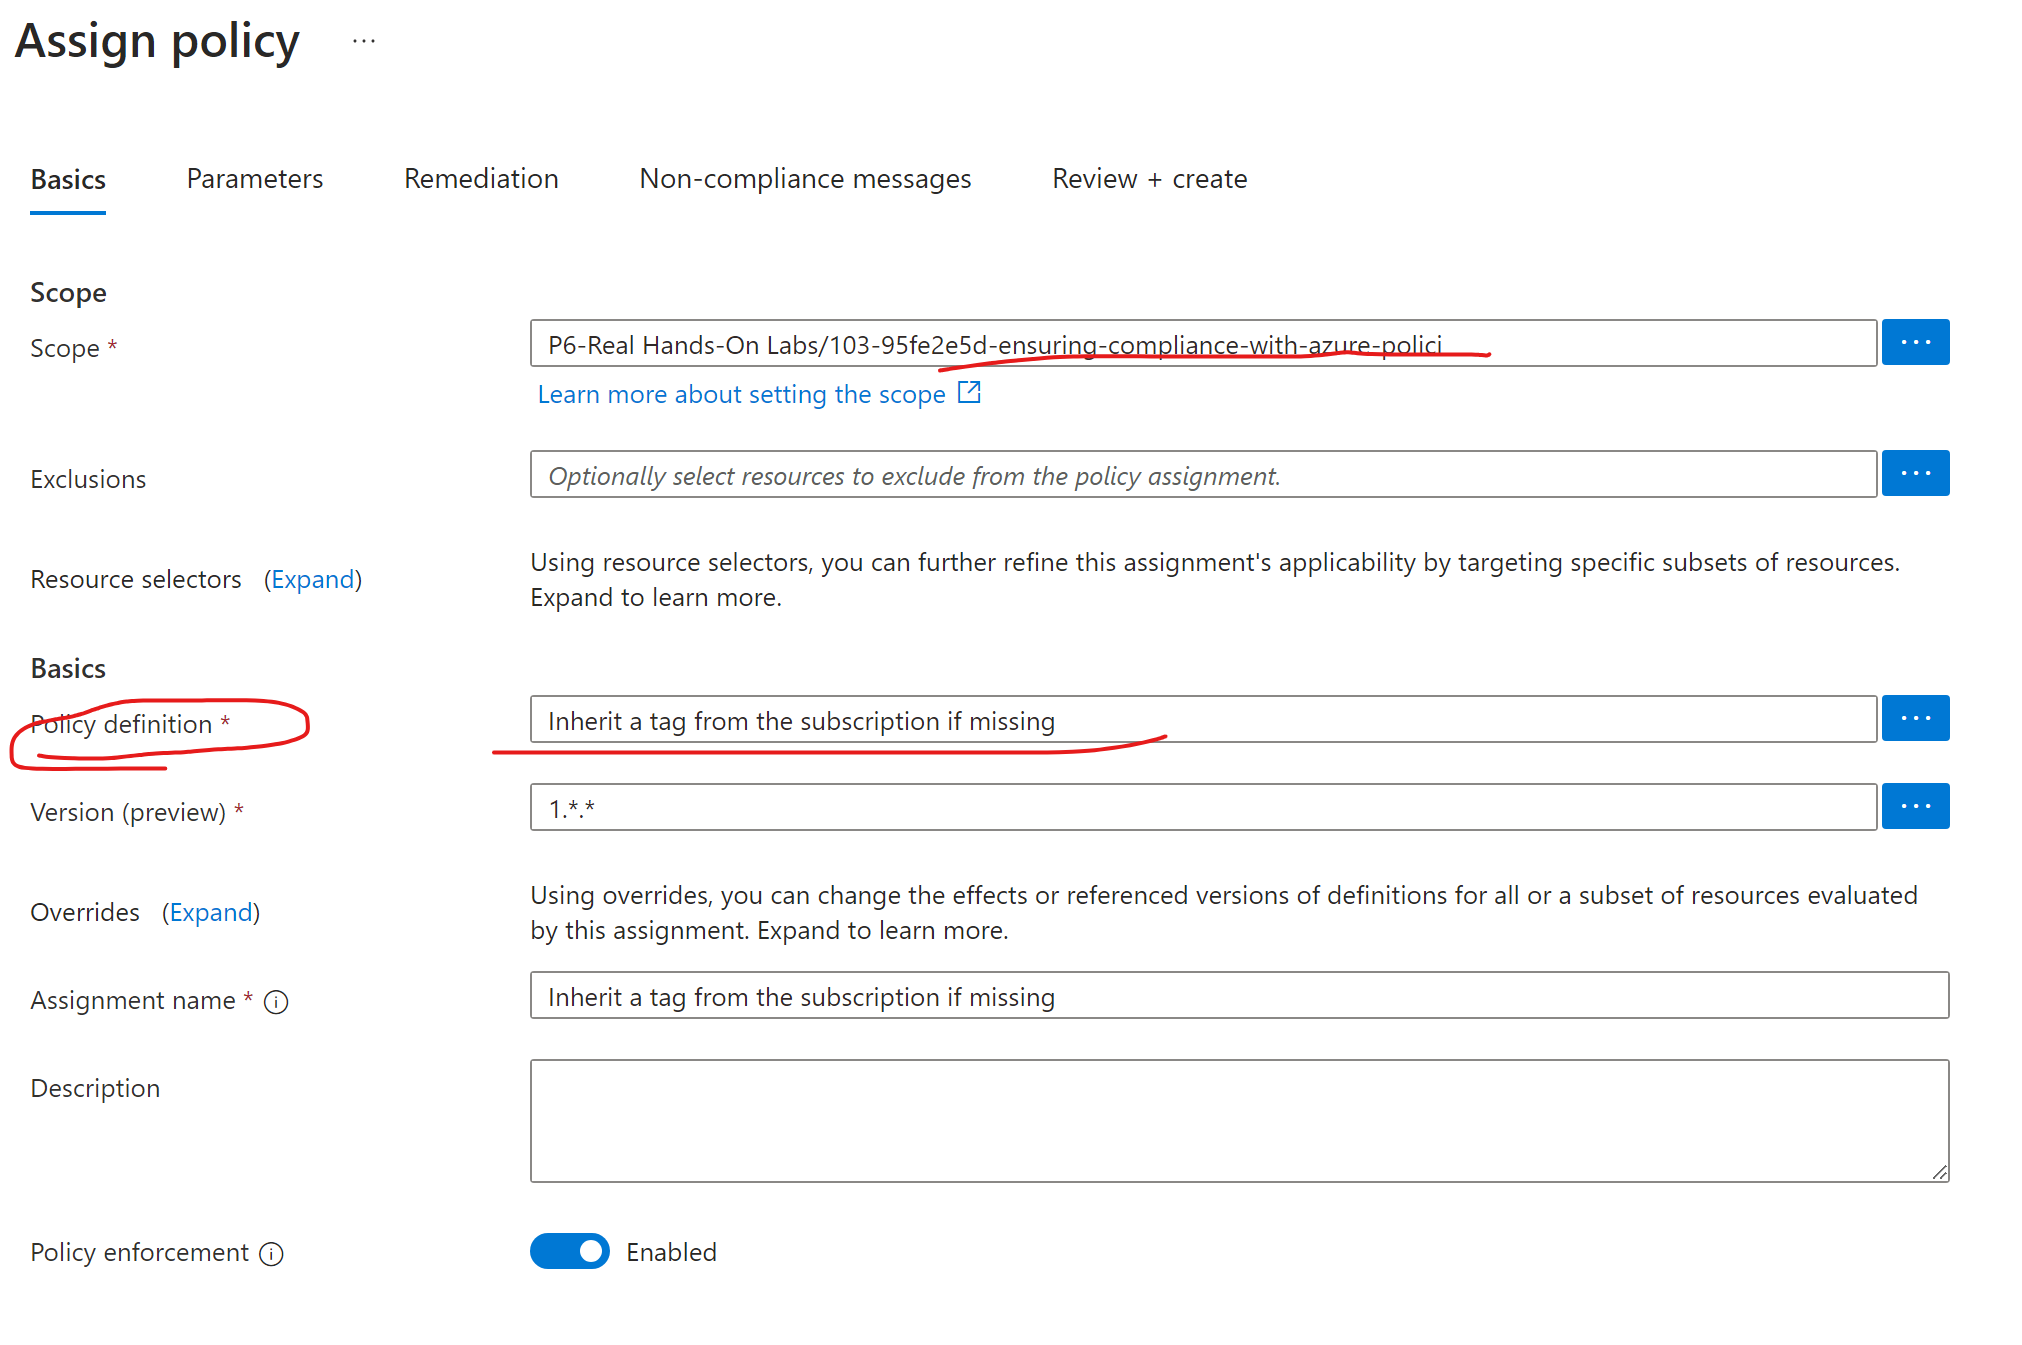 Assign policy ...
Basics Parameters Remediation Non-compliance messages Review + create
Scope
Scope * P6-Real Hands-On Labs/103-95fe2e5d-ensuring-compliance-with-azure-polici ...
Learn more about setting the scope
Exclusions Optionally select resources to exclude from the policy assignment. ...
Resource selectors (Expand) Using resource selectors, you can further refine this assignment's applicability by targeting specific subsets of resources.
Expand to learn more.
Basics
Policy definition * Inherit a tag from the subscription if missing ...
Version (preview) * 1.*.* ...
Overrides (Expand) Using overrides, you can change the effects or referenced versions of definitions for all or a subset of resources evaluated
by this assignment. Expand to learn more.
Assignment name * Inherit a tag from the subscription if missing
Description
Policy enforcement Enabled